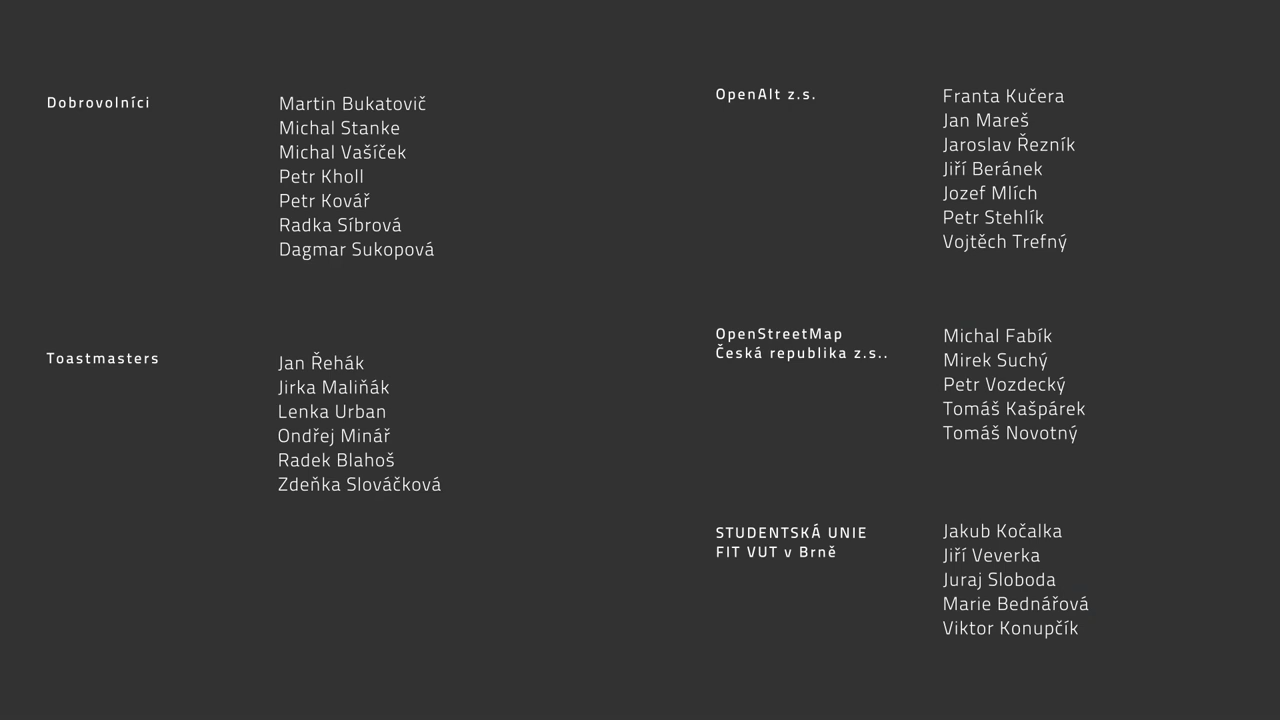 Dobrovolníci
Martin Bukatovič
Michal Stanke
Michal Vašíček
Petr Kholl
Petr Kovář
Radka Síbrová
Dagmar Sukopová
Toastmasters
Jan Řehák
Jirka Maliňák
Lenka Urban
Ondřej Minář
Radek Blahoš
Zdeňka Slováčková
OpenAlt z.s.
Franta Kučera
Jan Mareš
Jaroslav Řezník
Jiří Beránek
Jozef Mlích
Petr Stehlík
Vojtěch Trefný
OpenStreetMap
Česká republika z.s..
Michal Fabík
Mirek Suchý
Petr Vozdecký
Tomáš Kašpárek
Tomáš Novotný
STUDENTSKÁ UNIE
FIT VUT v Brně
Jakub Kočalka
Jiří Veverka
Juraj Sloboda
Marie Bednářová
Viktor Konupčík